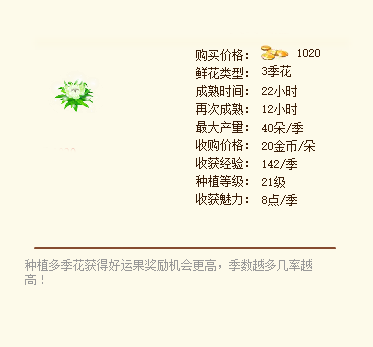 购买价格： 1020
鲜花类型： 3季花
成熟时间： 22小时
再次成熟： 12小时
最大产量： 40朵/季
收购价格： 20金币/朵
收获经验： 142/季
种植等级： 21级
收获魅力： 8点/季
种植多季花获得好运果奖励机会更高，季数越多几率越
高！